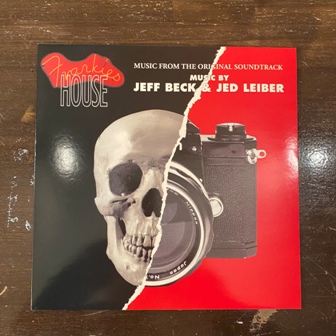 Frankie's
HOUSE
MUSIC FROM THE ORIGINAL SOUNDTRACK
MUSIC BY
JEFF BECK & JED LEIBER